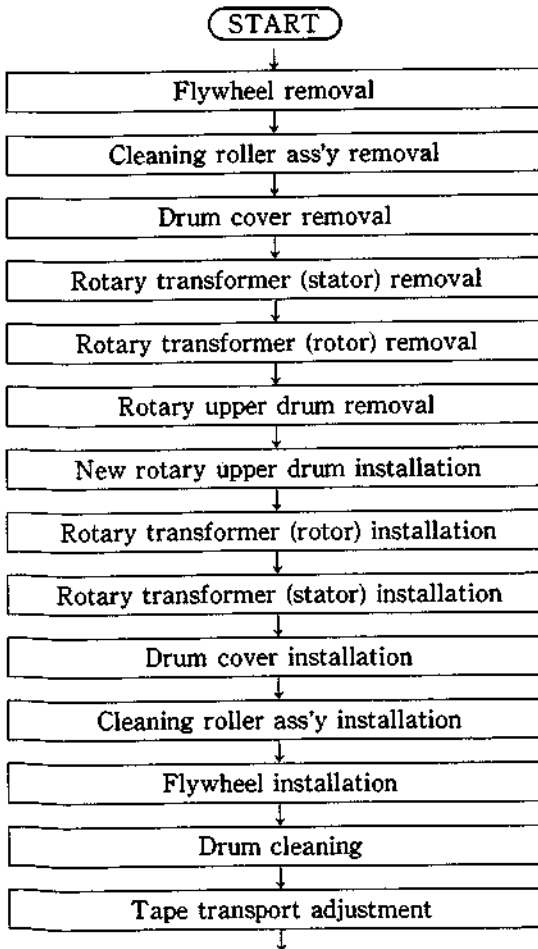 START
Flywheel removal
Cleaning roller ass'y removal
Drum cover removal
Rotary transformer (stator) removal
Rotary transformer (rotor) removal
Rotary upper drum removal
New rotary upper drum installation
Rotary transformer (rotor) installation
Rotary transformer (stator) installation
Drum cover installation
Cleaning roller ass'y installation
Flywheel installation
Drum cleaning
Tape transport adjustment